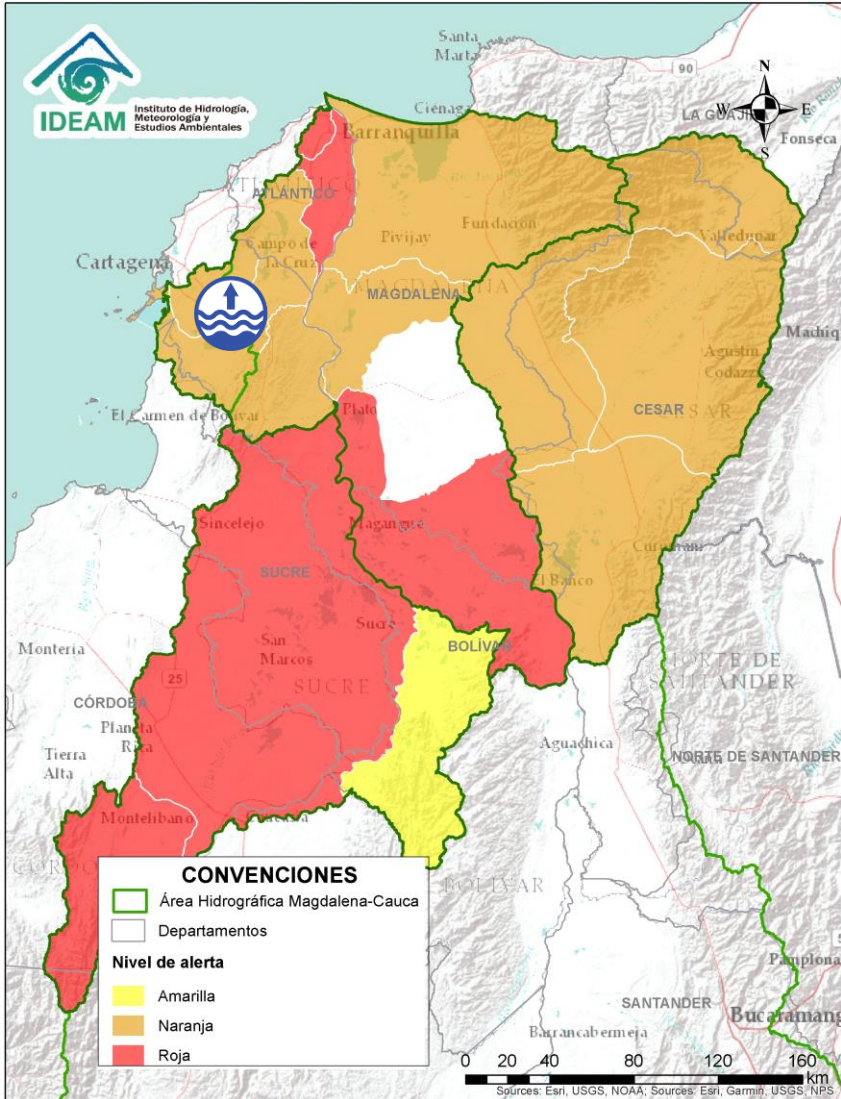 IDEAM
Instituto de Hidrología,
Meteorología y
Estudios Ambientales
Santa
Marta
90
N
W
E
S
Ciénaga
LA GUAJI
Fonseca
Barranquilla
ATLÁNTICO
Cartagena
Campo de
la Cruz
Pivijay
Fundación
Valledupar
MAGDALENA
Machiq
Agustín
Codazzi
El Carmen de Bolívar
Plato
CESAR
Sincelejo
Magangué
SUCRE
El Banco
Curumaní
Montería
San
Marcos
Sucre
BOLÍVAR
SUCRE
NORTE DE
SANTANDER
25
CÓRDOBA
Planeta
Rica
Tierra
Alta
Aguachica
NORTE DE SANTANDER
Montelíbano
Caucasia
BOLÍVAR
CONVENCIONES
Área Hidrográfica Magdalena-Cauca
Departamentos
Nivel de alerta
Amarilla
Naranja
Roja
Pamplona
SANTANDER
Bucaramang
Barrancabermeja
0 20 40 80 120 160
km
Sources: Esri, USGS, NOAA; Sources: Esri, Garmin, USGS, NPS